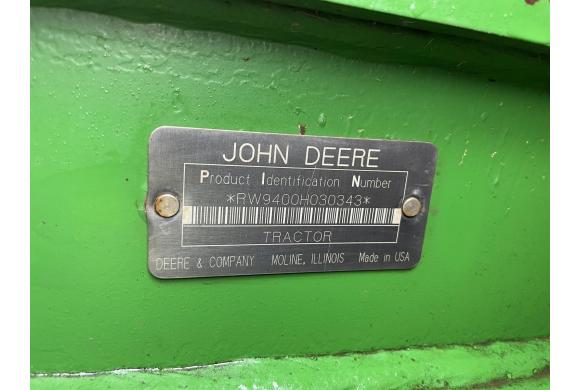 JOHN DEERE
Product Identification Number
*RW9400H030343*
TRACTOR
DEERE & COMPANY MOLINE, ILLINOIS Made in USA